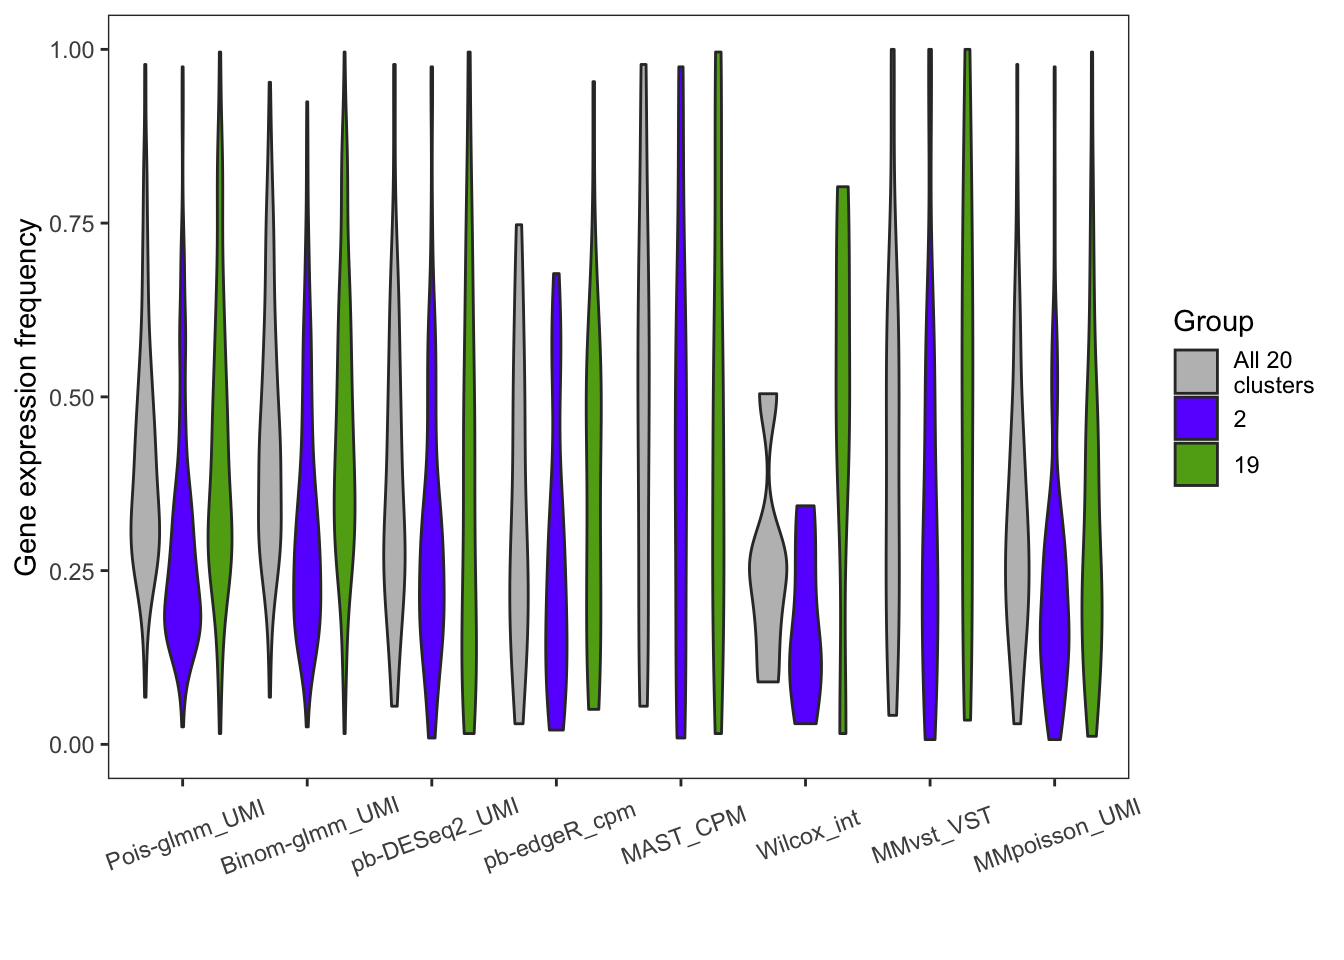 Gene expression frequency
1.00
0.75
0.50
0.25
0.00
Pois-glmm_UMI
Binom-glmm_UMI
pb-DESeq2_UMI
pb-edgeR_cpm
MAST_CPM
Wilcox_int
MMvst_VST
MMpoisson_UMI
Group
All 20
clusters
2
19